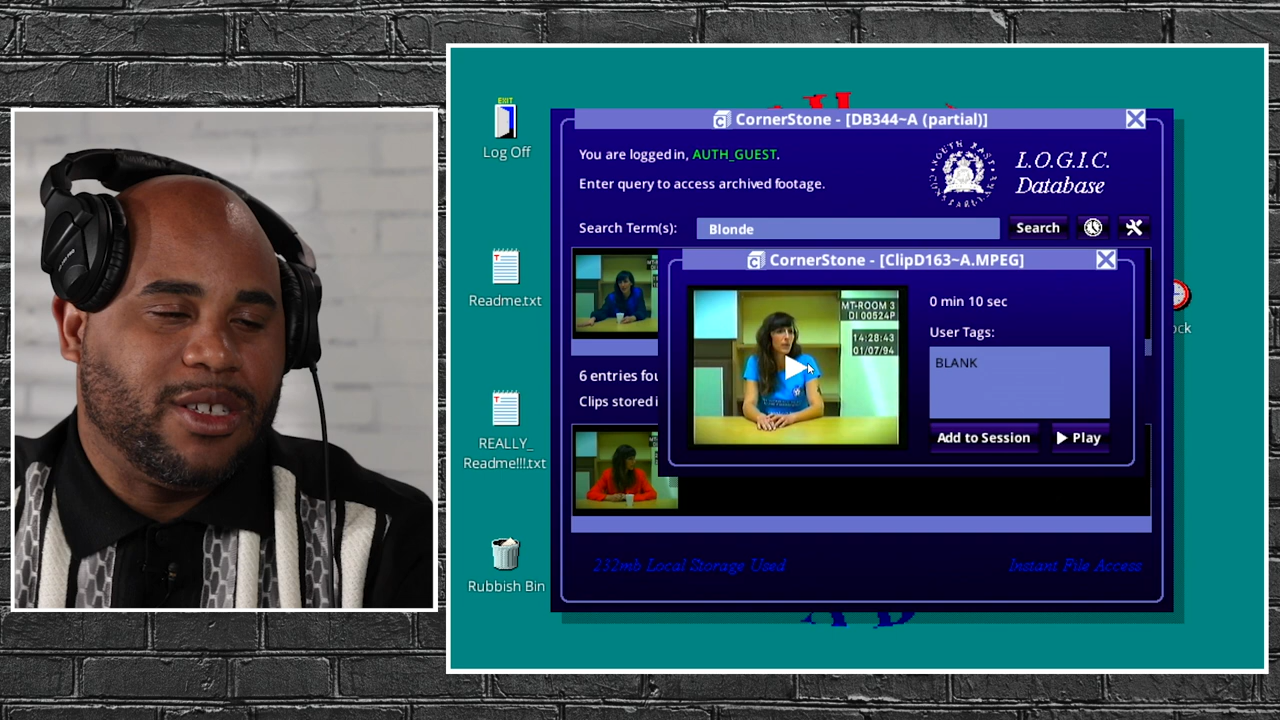 EXIT
Log Off
Readme.txt
REALLY_
Readme!!!.txt
Rubbish Bin
CornerStone - [DB344~A (partial)]
You are logged in, AUTH_GUEST.
Enter query to access archived footage.
L.O.G.I.C.
Database
Search Term(s):
Blonde
Search
CornerStone - [ClipD163~A.MPEG]
MT-ROOM 3
DI 00524P
14:28:43
01/07/94
0 min 10 sec
User Tags:
BLANK
Add to Session
Play
6 entries fou
Clips stored i
232mb Local Storage Used
Instant File Access
ock